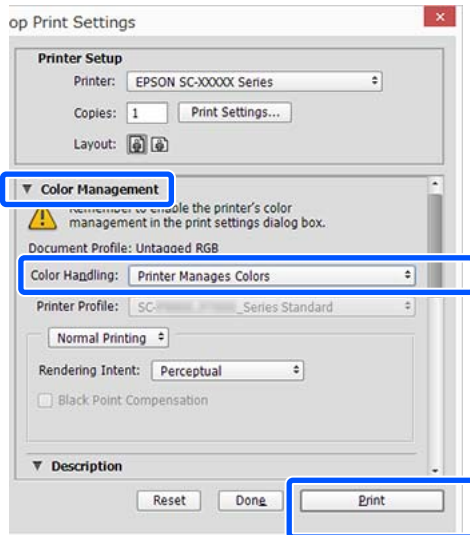 op Print Settings
Printer Setup
Printer: EPSON SC-XXXXX Series
Copies: 1 Print Settings...
Layout:
Color Management
Remember to enable the printer's color
management in the print settings dialog box.
Document Profile: Untagged RGB
Color Handling: Printer Manages Colors
Printer Profile: SC- _Series Standard
Normal Printing
Rendering Intent: Perceptual
Black Point Compensation
Description
Reset Done Print